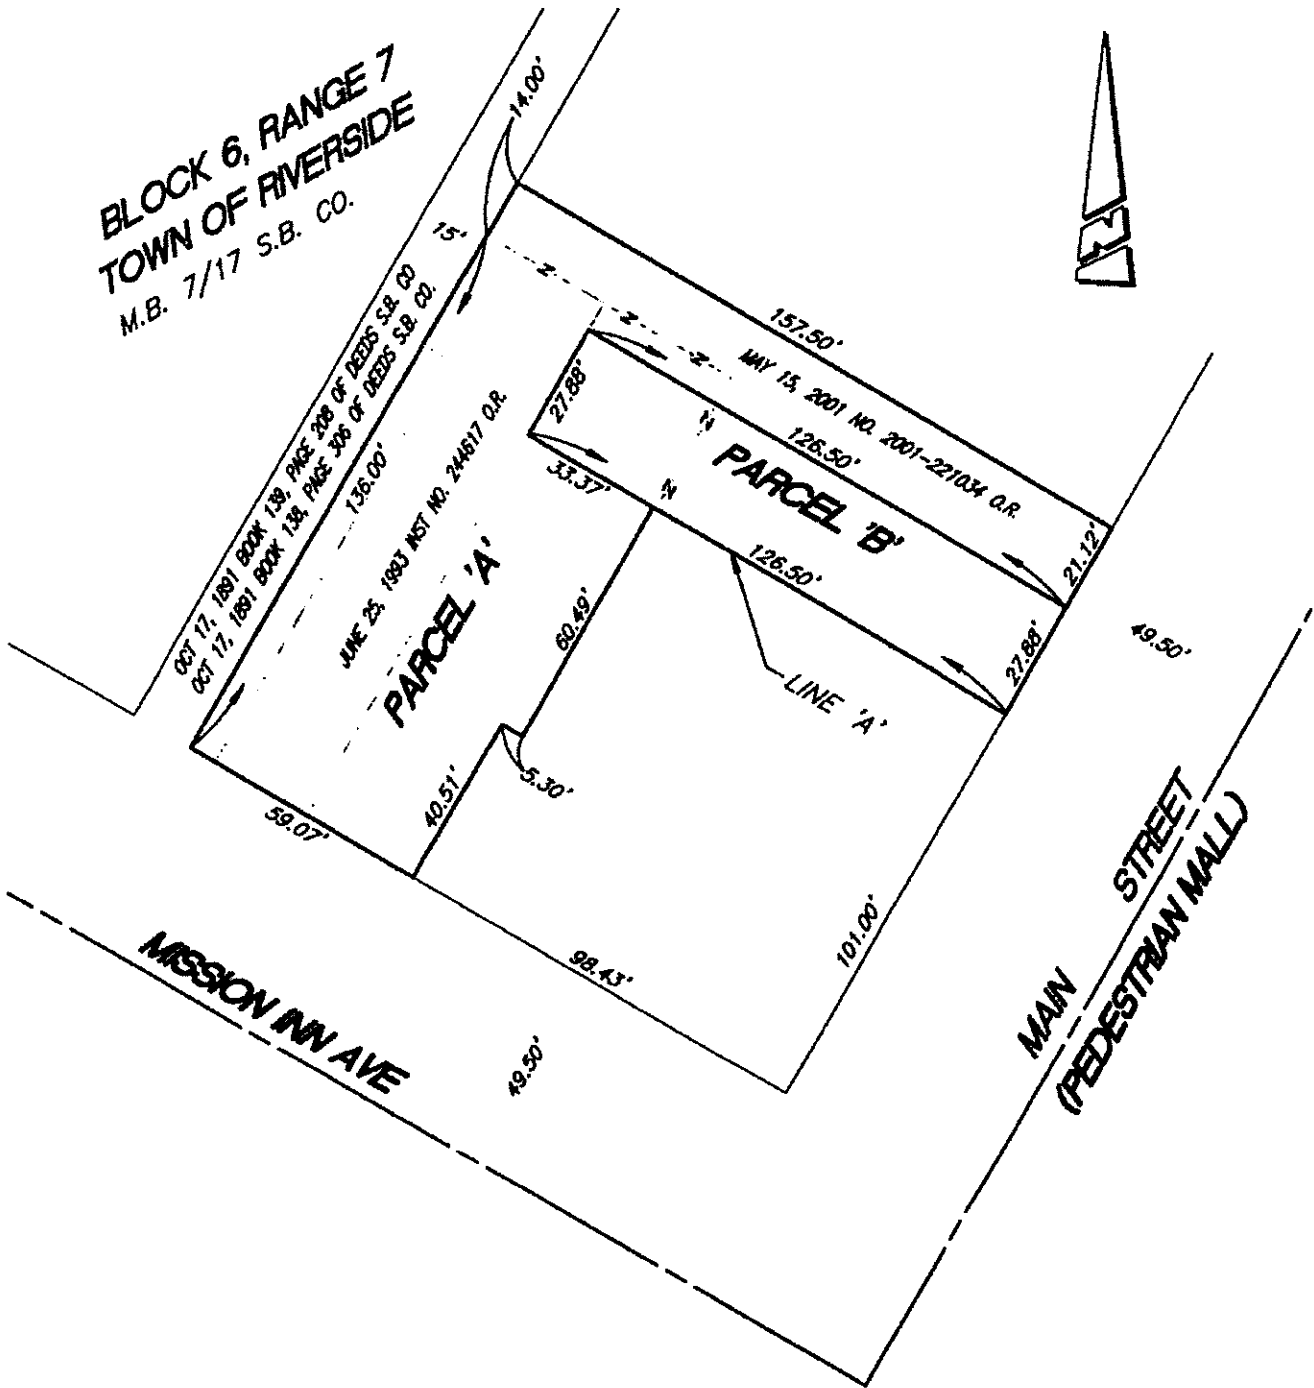 BLOCK 6, RANGE 7
TOWN OF RIVERSIDE
M.B. 7/17 S.B. CO.
14.00'
15'
N
157.50'
MAY 15, 2001 NO. 2001-221034 O.R.
126.50'
PARCEL 'B'
27.88'
33.37'
126.50'
21.12'
27.88'
49.50'
LINE 'A'
OCT 17, 1891 BOOK 139, PAGE 208 OF DEEDS S.B. CO
OCT 17, 1891 BOOK 138, PAGE 306 OF DEEDS S.B. CO.
136.00'
JUNE 25, 1993 INST NO. 244617 O.R.
PARCEL 'A'
60.49'
5.30'
40.51'
59.07'
98.43'
101.00'
MISSION INN AVE
49.50'
MAIN STREET
(PEDESTRIAN MALL)